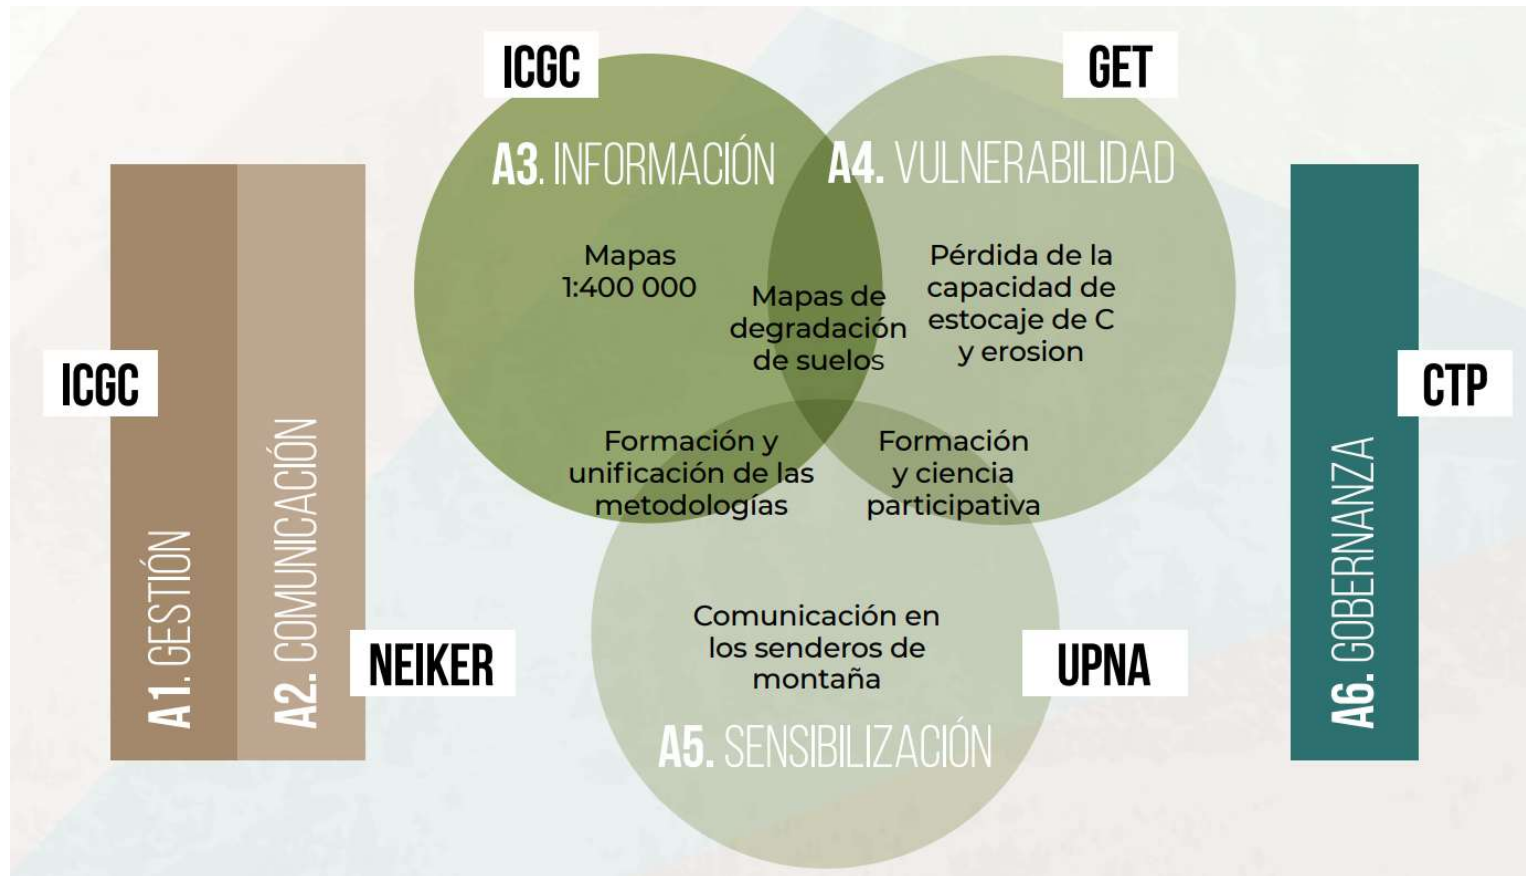 ICGC
GET
A3. INFORMACIÓN
A4. VULNERABILIDAD
Mapas
1:400 000
Mapas de
degradación
de suelos
Pérdida de la
capacidad de
estocaje de C
y erosion
ICGC
CTP
Formación y
unificación de las
metodologías
Formación
y ciencia
participativa
A1. GESTIÓN
A2. COMUNICACIÓN
NEIKER
Comunicación en
los senderos de
montaña
UPNA
A5. SENSIBILIZACIÓN
A6. GOBERNANZA